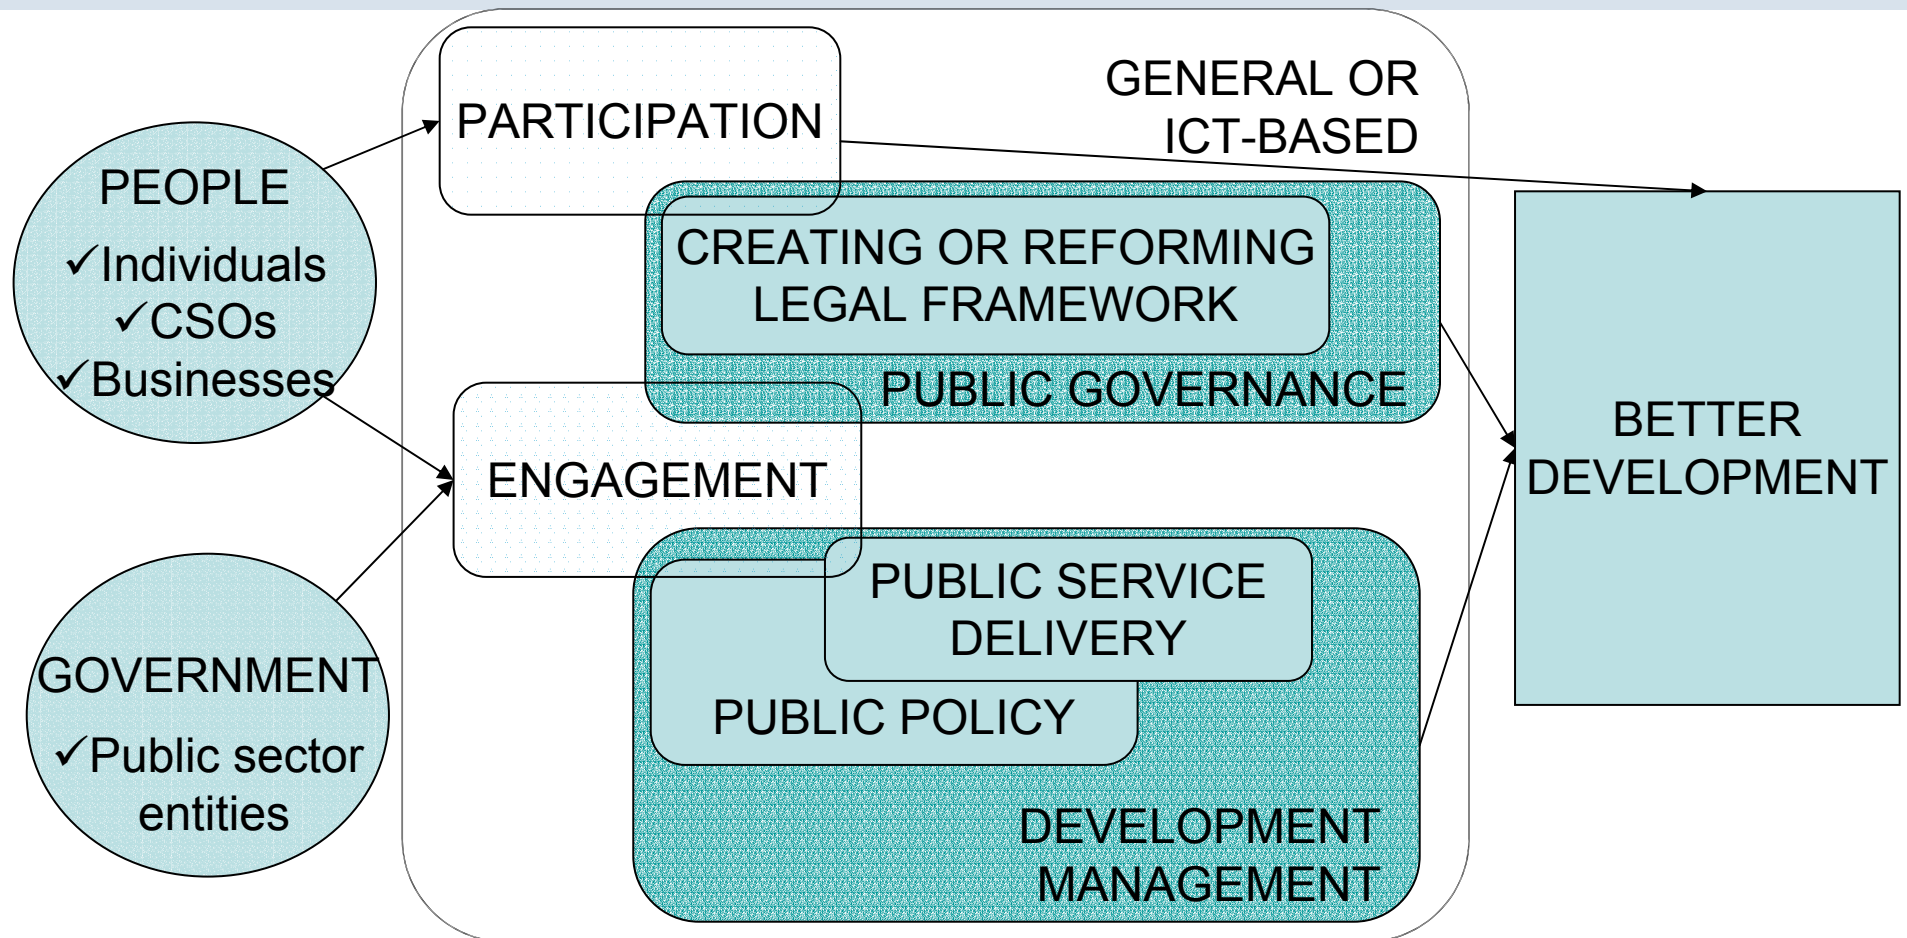 PARTICIPATION
GENERAL OR
ICT-BASED
PEOPLE
✓Individuals
✓CSOs
✓Businesses
CREATING OR REFORMING
LEGAL FRAMEWORK
PUBLIC GOVERNANCE
ENGAGEMENT
BETTER
DEVELOPMENT
GOVERNMENT
✓Public sector
entities
PUBLIC SERVICE
DELIVERY
PUBLIC POLICY
DEVELOPMENT
MANAGEMENT